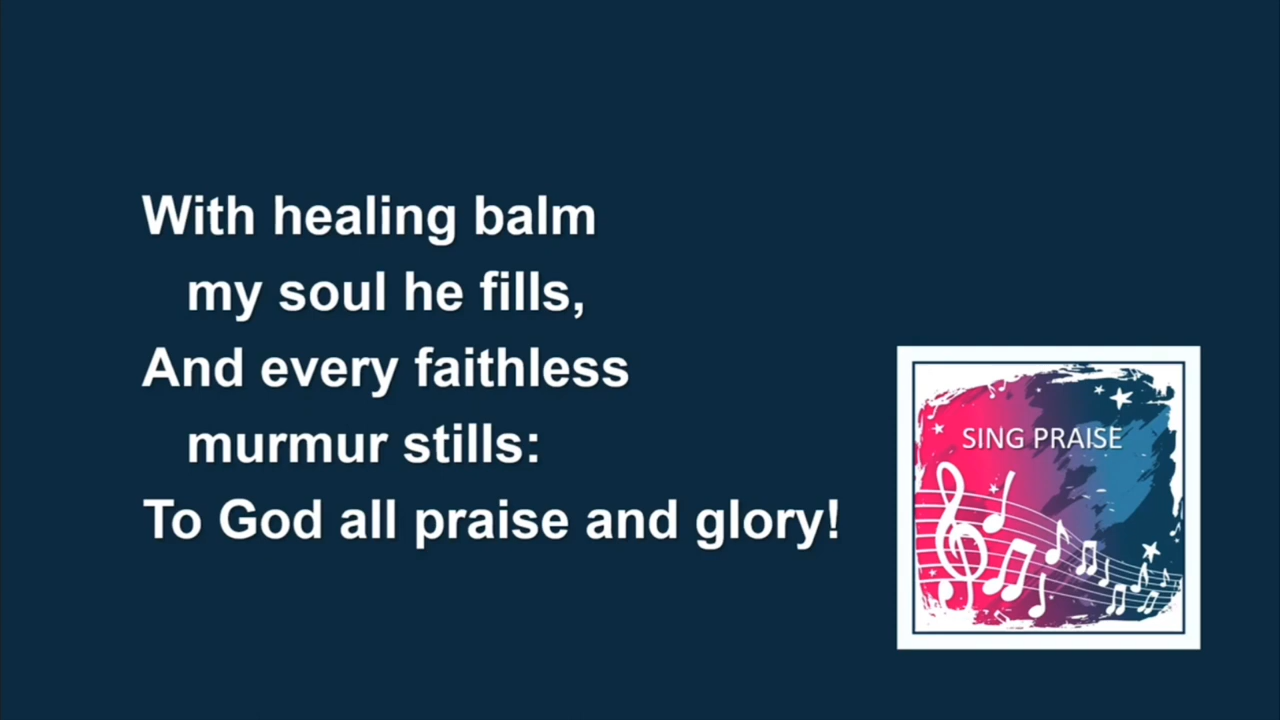 With healing balm
my soul he fills,
And every faithless
murmur stills:
To God all praise and glory!
SING PRAISE